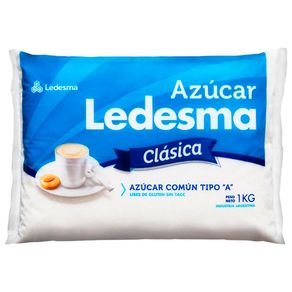 Ledesma
Azúcar
Ledesma
Clásica
AZÚCAR COMÚN TIPO "A"
LIBRE DE GLUTEN SIN TACC
PESO
NETO 1KG
INDUSTRIA ARGENTINA